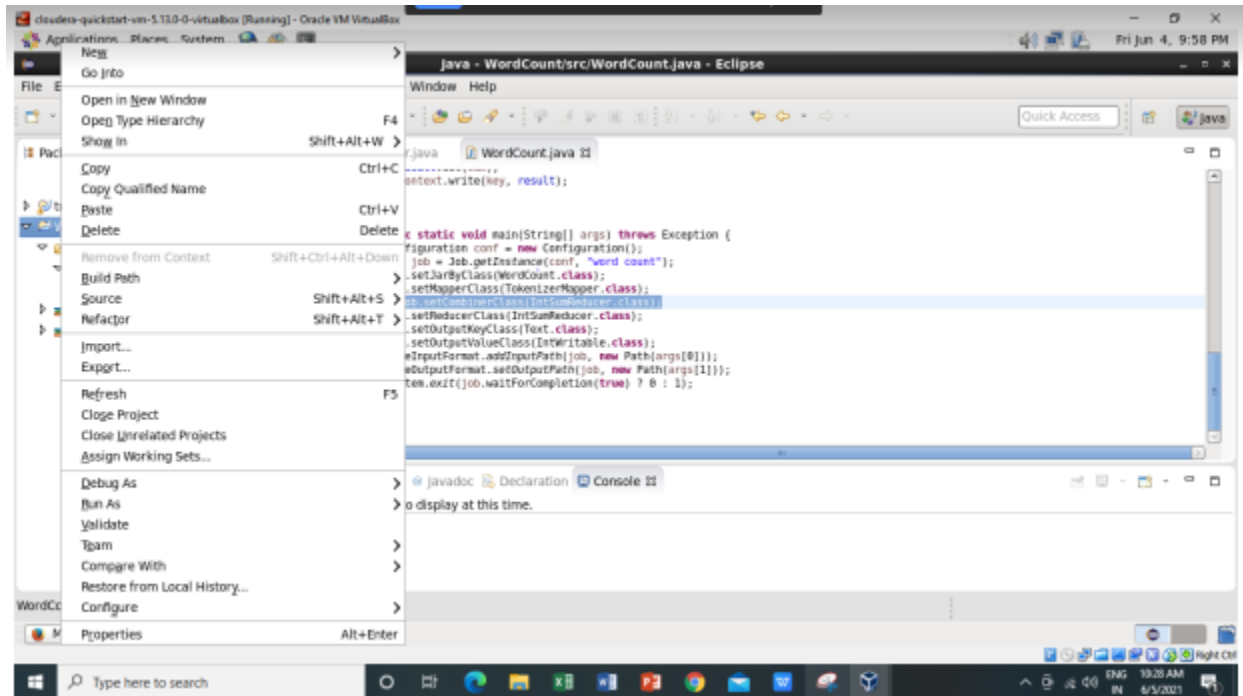 cloudera-quickstart-vm-5.13.0-0-virtualbox [Running] - Oracle VM VirtualBox
Applications Places System
Fri Jun 4, 9:58 PM
Java - WordCount/src/WordCount.java - Eclipse
File E
Window Help
Quick Access
Java
Pac
r.java
WordCount.java
New
Go Into
Open in New Window
Open Type Hierarchy F4
Show In Shift+Alt+W
Copy Ctrl+C
Copy Qualified Name
Paste Ctrl+V
Delete Delete
Remove from Context Shift+Ctrl+Alt+Down
Build Path
Source Shift+Alt+S
Refactor Shift+Alt+T
Import...
Export...
Refresh F5
Close Project
Close Unrelated Projects
Assign Working Sets...
Debug As
Run As
Validate
Team
Compare With
Restore from Local History...
Configure
Properties Alt+Enter
ontext.write(key, result);
c static void main(String[] args) throws Exception {
figuration conf = new Configuration();
job = Job.getInstance(conf, "word count");
.setJarByClass(WordCount.class);
.setMapperClass(TokenizerMapper.class);
ob.setCombinerClass(IntSumReducer.class);
.setReducerClass(IntSumReducer.class);
.setOutputKeyClass(Text.class);
.setOutputValueClass(IntWritable.class);
eInputFormat.addInputPath(job, new Path(args[0]));
eOutputFormat.setOutputPath(job, new Path(args[1]));
tem.exit(job.waitForCompletion(true) ? 0 : 1);
@ Javadoc Declaration Console
o display at this time.
WordCo
M
Right Ctrl
Type here to search
ENG
IN
10:28 AM
6/5/2021